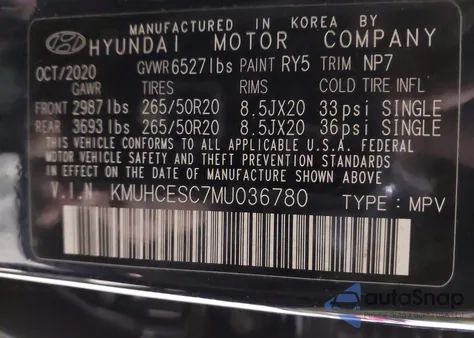 MANUFACTURED IN KOREA BY
HYUNDAI MOTOR COMPANY
OCT/2020 GVWR 6527lbs PAINT RY5 TRIM NP7
GAWR TIRES RIMS COLD TIRE INFL
FRONT 2987lbs 265/50R20 8.5JX20 33psi SINGLE
REAR 3693lbs 265/50R20 8.5JX20 36psi SINGLE
THIS VEHICLE CONFORMS TO ALL APPLICABLE U.S.A. FEDERAL
MOTOR VEHICLE SAFETY AND THEFT PREVENTION STANDARDS IN
EFFECT ON THE DATE OF MANUFACTURE SHOWN ABOVE.
V.I.N KMUHCESC7MU036780 TYPE: MPV
autoSnap